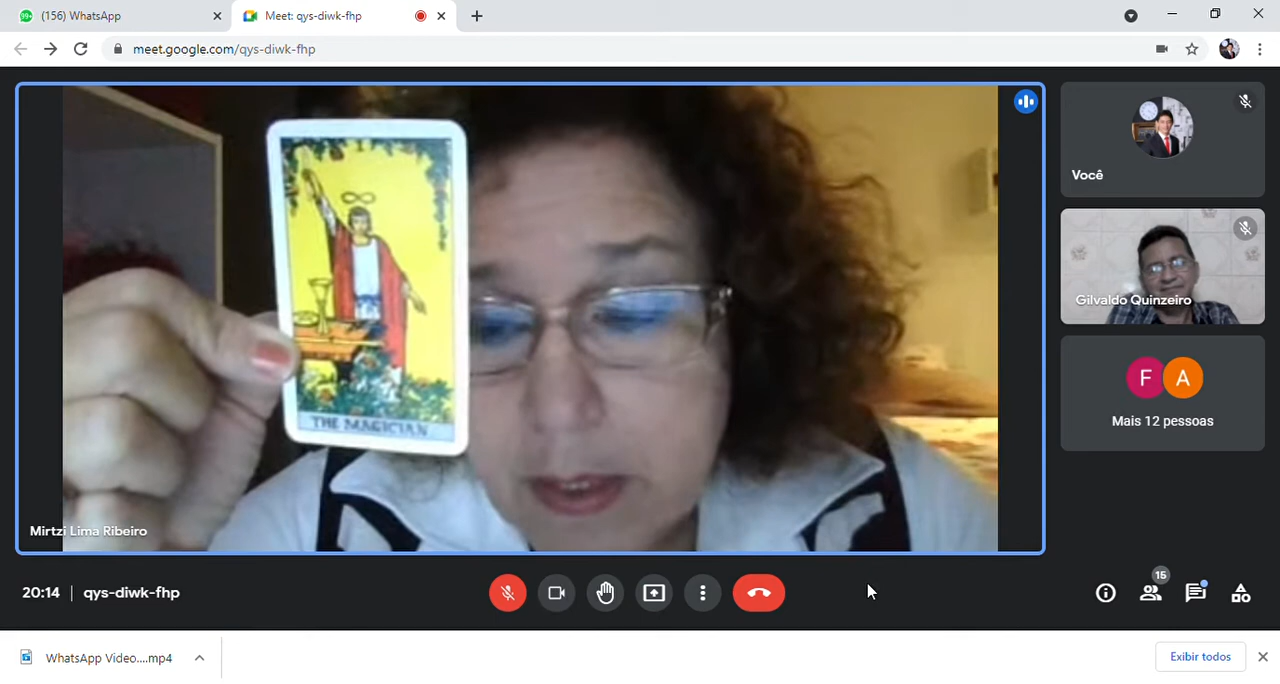 (156) WhatsApp
Meet: qys-diwk-fhp
meet.google.com/qys-diwk-fhp
THE MAGICIAN
Mirtzi Lima Ribeiro
Você
Gilvaldo Quinzeiro
F A
Mais 12 pessoas
20:14 | qys-diwk-fhp
15
WhatsApp Video....mp4
Exibir todos